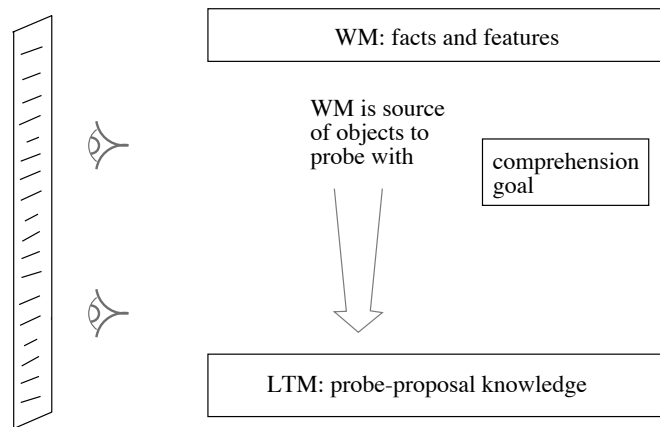 WM: facts and features
WM is source
of objects to
probe with
comprehension
goal
LTM: probe-proposal knowledge